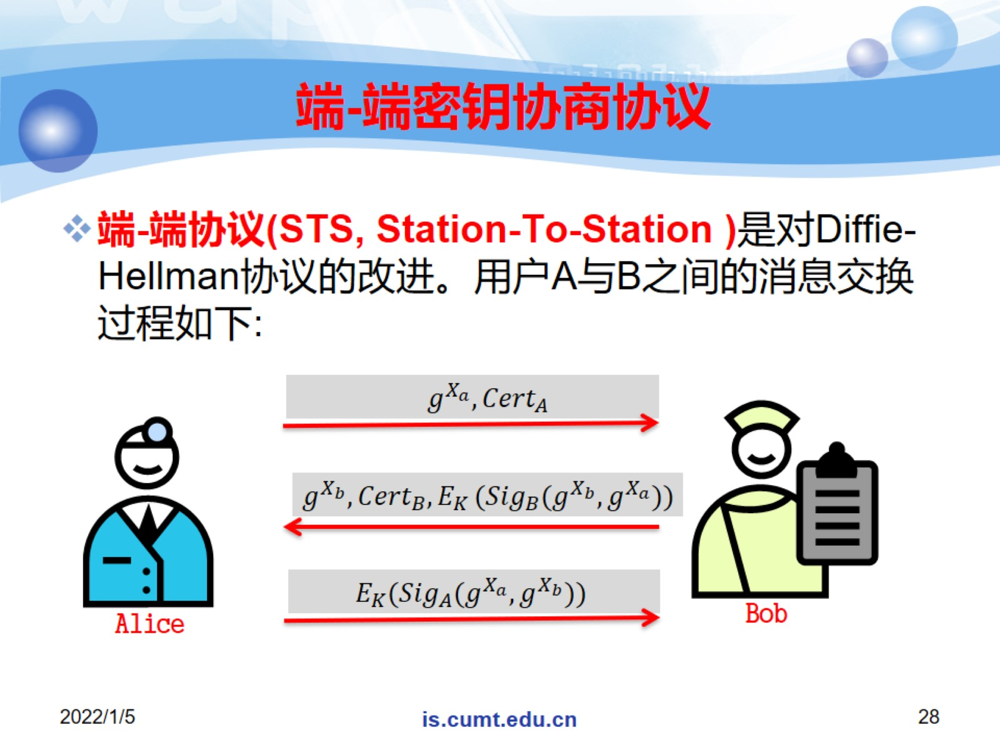 端-端密钥协商协议
端-端协议(STS, Station-To-Station )是对Diffie-
Hellman协议的改进。用户A与B之间的消息交换
过程如下:
$g^{X_a}, Cert_A$
$g^{X_b}, Cert_B, E_K(Sig_B(g^{X_b}, g^{X_a}))$
$E_K(Sig_A(g^{X_a}, g^{X_b}))$
Alice
Bob
2022/1/5
is.cumt.edu.cn
28